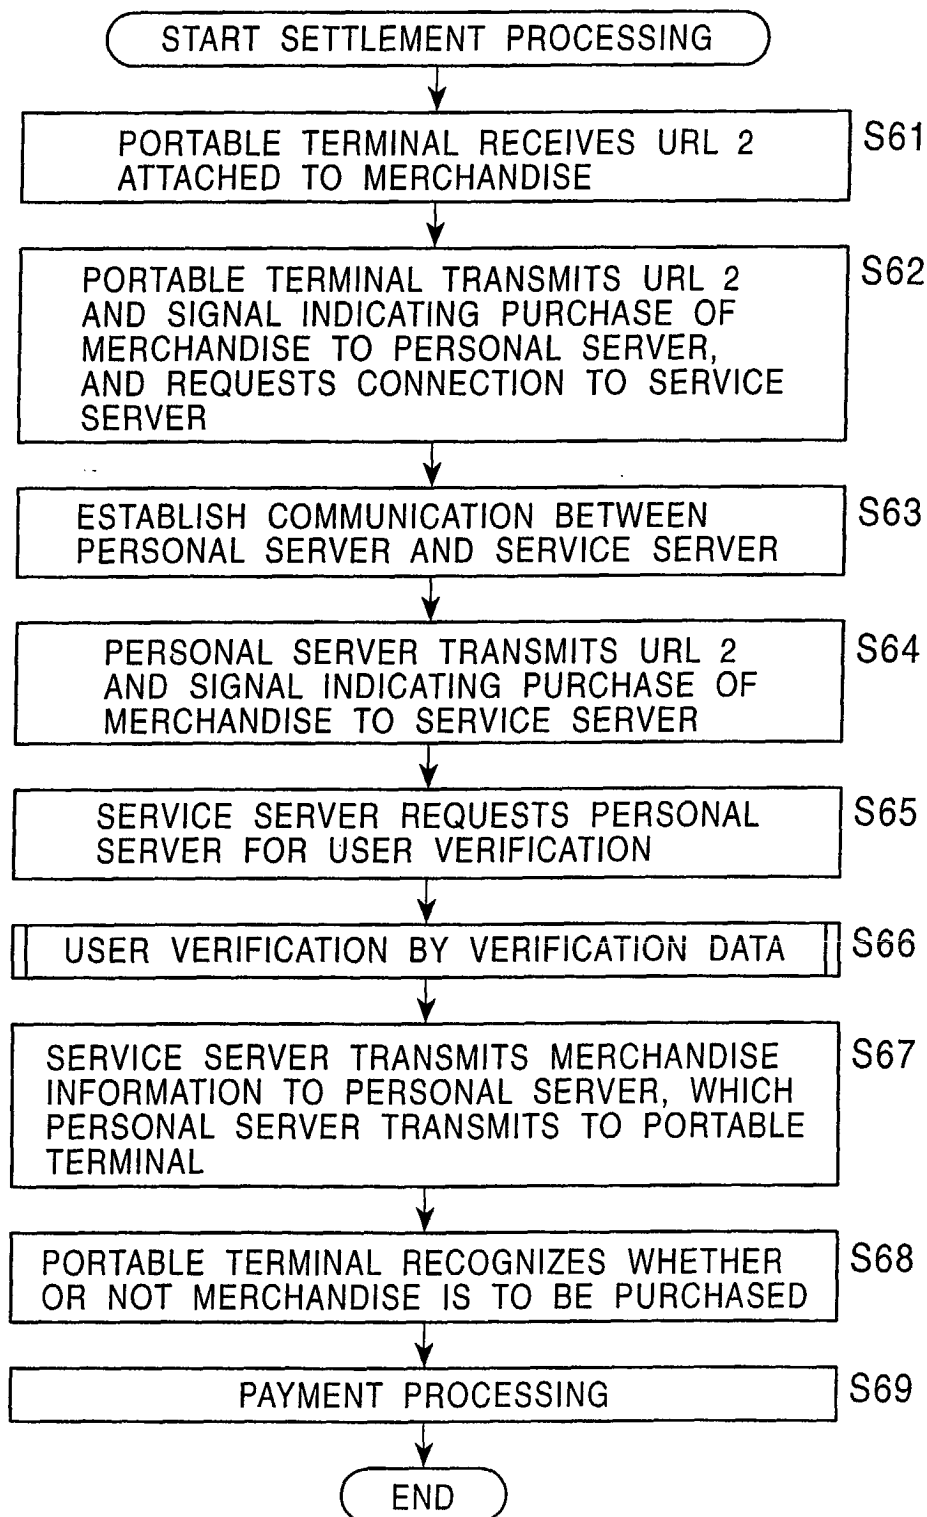 START SETTLEMENT PROCESSING
PORTABLE TERMINAL RECEIVES URL 2
ATTACHED TO MERCHANDISE
S61
PORTABLE TERMINAL TRANSMITS URL 2
AND SIGNAL INDICATING PURCHASE OF
MERCHANDISE TO PERSONAL SERVER,
AND REQUESTS CONNECTION TO SERVICE
SERVER
S62
ESTABLISH COMMUNICATION BETWEEN
PERSONAL SERVER AND SERVICE SERVER
S63
PERSONAL SERVER TRANSMITS URL 2
AND SIGNAL INDICATING PURCHASE OF
MERCHANDISE TO SERVICE SERVER
S64
SERVICE SERVER REQUESTS PERSONAL
SERVER FOR USER VERIFICATION
S65
USER VERIFICATION BY VERIFICATION DATA
S66
SERVICE SERVER TRANSMITS MERCHANDISE
INFORMATION TO PERSONAL SERVER, WHICH
PERSONAL SERVER TRANSMITS TO PORTABLE
TERMINAL
S67
PORTABLE TERMINAL RECOGNIZES WHETHER
OR NOT MERCHANDISE IS TO BE PURCHASED
S68
PAYMENT PROCESSING
S69
END